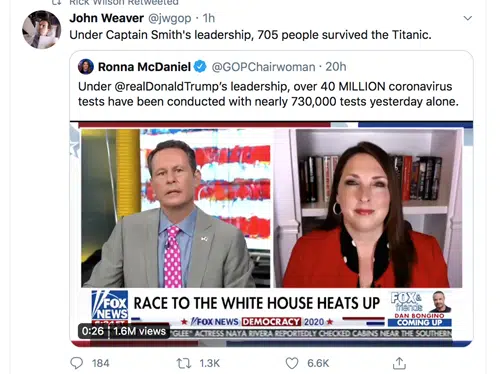 Rick Wilson Retweeted
John Weaver @jwgop · 1h
Under Captain Smith's leadership, 705 people survived the Titanic.
Ronna McDaniel @GOPChairwoman · 20h
Under @realDonaldTrump's leadership, over 40 MILLION coronavirus
tests have been conducted with nearly 730,000 tests yesterday alone.
FOX
NEWS
RACE TO THE WHITE HOUSE HEATS UP
FOX&
friends
DAN BONGINO
COMING UP
FOX NEWS DEMOCRACY 2020
0:26 1.6M views
"GLEE" ACTRESS NAYA RIVERA REPORTEDLY CHECKED CABINS NEAR THE SOUTHERN
184 1.3K 6.6K